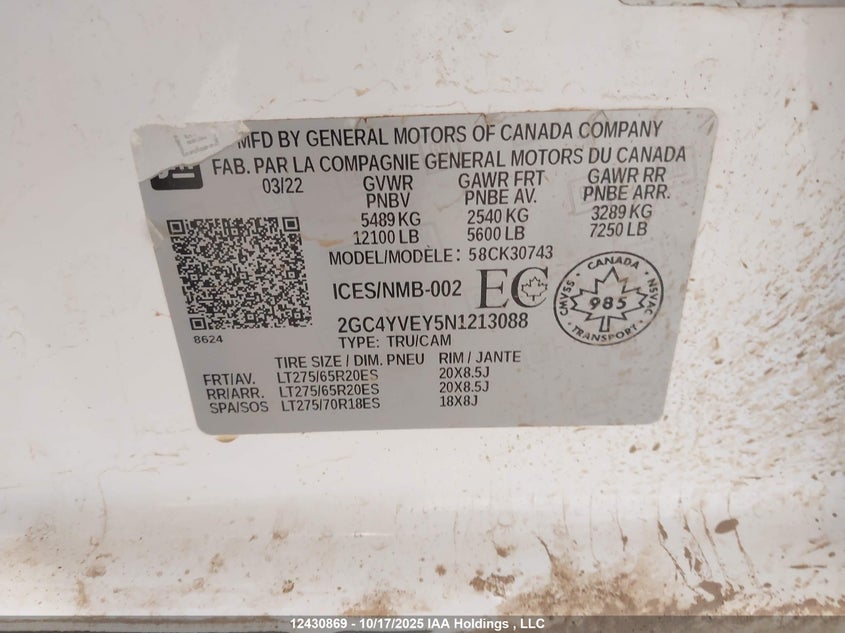 MFD BY GENERAL MOTORS OF CANADA COMPANY
FAB. PAR LA COMPAGNIE GENERAL MOTORS DU CANADA
03/22 GVWR GAWR FRT GAWR RR
PNBV PNBE AV. PNBE ARR.
5489 KG 2540 KG 3289 KG
12100 LB 5600 LB 7250 LB
MODEL/MODÈLE: 58CK30743
ICES/NMB-002 EC
CANADA
CMVSS 985 NSVAC
TRANSPORT
2GC4YVEY5N1213088
8624
TYPE: TRU/CAM
TIRE SIZE / DIM. PNEU RIM / JANTE
FRT/AV. LT275/65R20ES 20X8.5J
RR/ARR. LT275/65R20ES 20X8.5J
SPA/SOS LT275/70R18ES 18X8J
12430869 - 10/17/2025 IAA Holdings , LLC